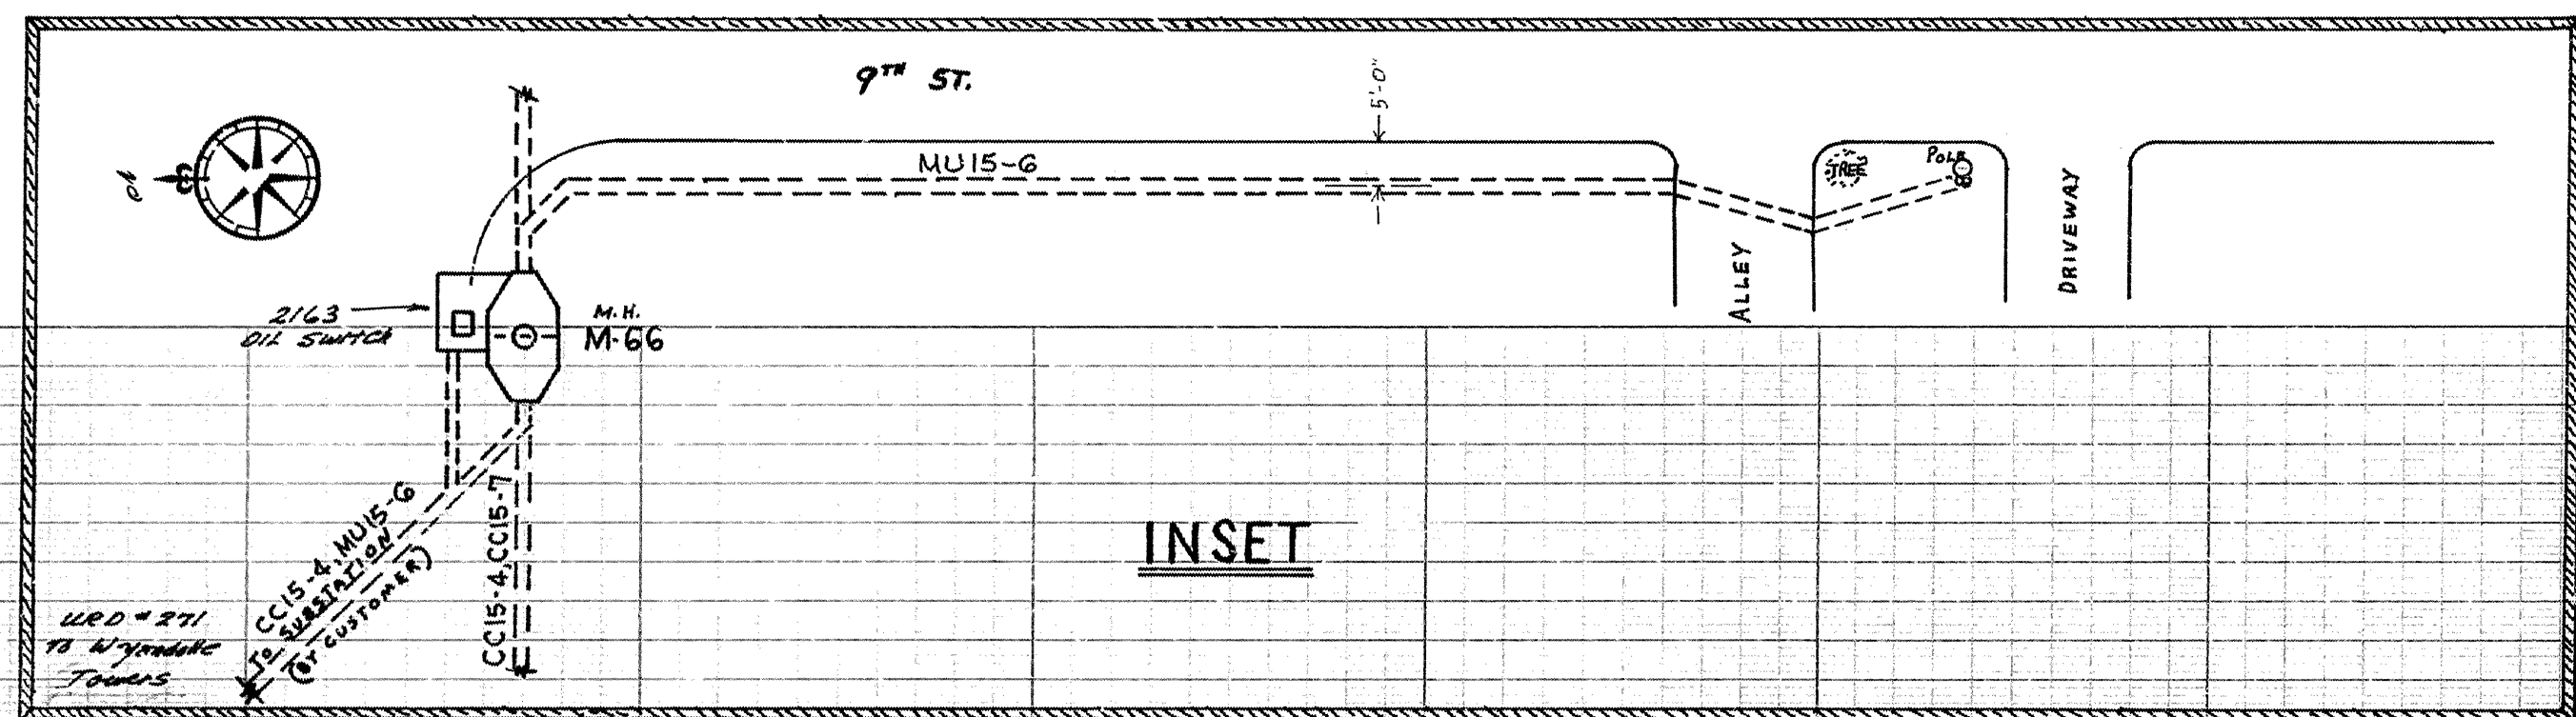 9TH ST.
5'-0"
MU15-6
TREE
POLE
ALLEY
DRIVEWAY
2163
OIL SWITCH
M.H.
M-66
CC15-4, MU15-6
TO SUBSTATION
(BY CUSTOMER)
CC15-4, CC15-7
INSET
URD #271
To Wynndale
Towers